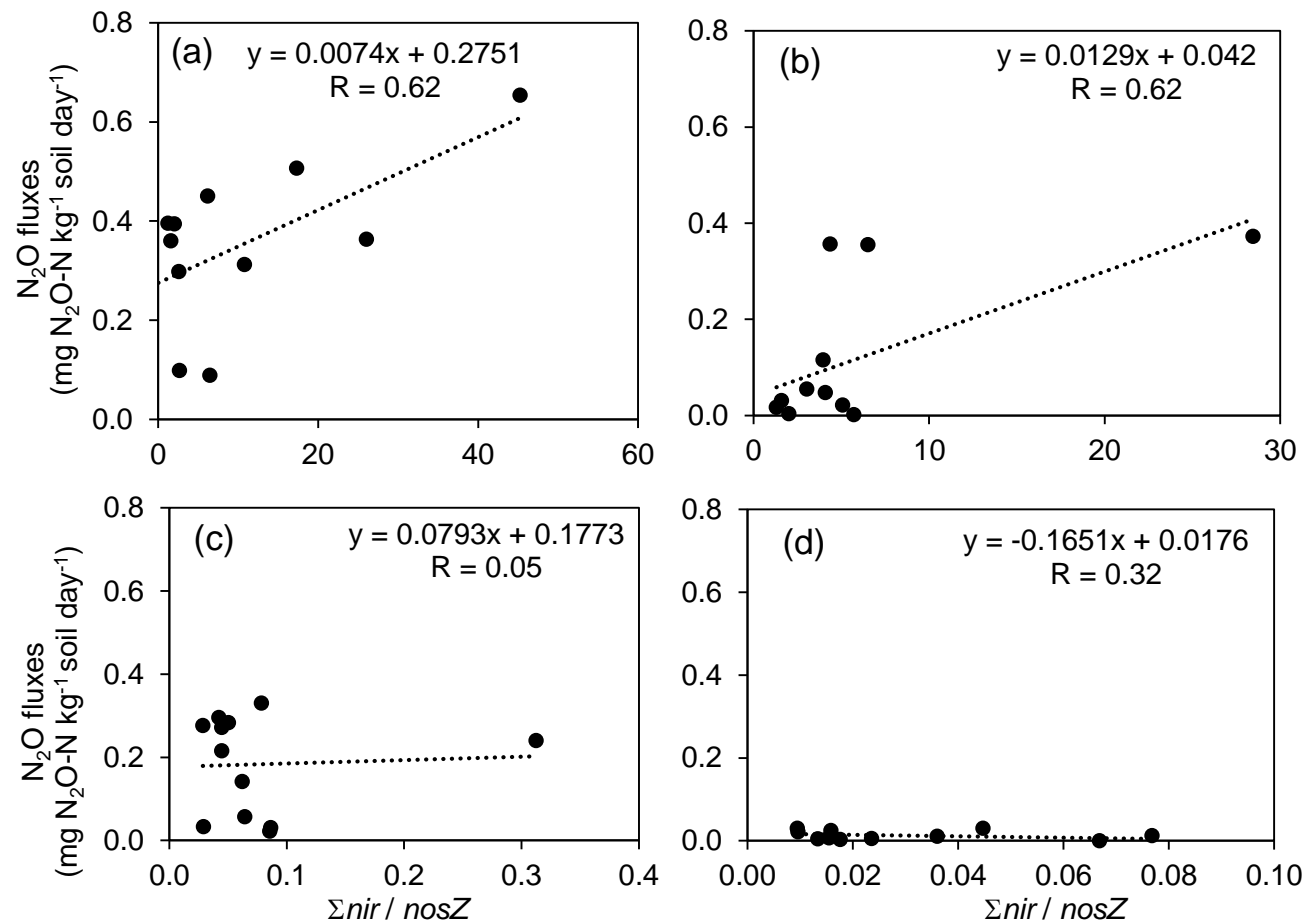 (a)
y = 0.0074x + 0.2751
R = 0.62
0.8
0.6
0.4
0.2
0.0
0
20
40
60
N₂O fluxes
(mg N₂O-N kg⁻¹ soil day⁻¹)
(b)
y = 0.0129x + 0.042
R = 0.62
0.8
0.6
0.4
0.2
0.0
0
10
20
30
(c)
y = 0.0793x + 0.1773
R = 0.05
0.8
0.6
0.4
0.2
0.0
0.0
0.1
0.2
0.3
0.4
N₂O fluxes
(mg N₂O-N kg⁻¹ soil day⁻¹)
Σnir / nosZ
(d)
y = -0.1651x + 0.0176
R = 0.32
0.8
0.6
0.4
0.2
0.0
0.00
0.02
0.04
0.06
0.08
0.10
Σnir / nosZ